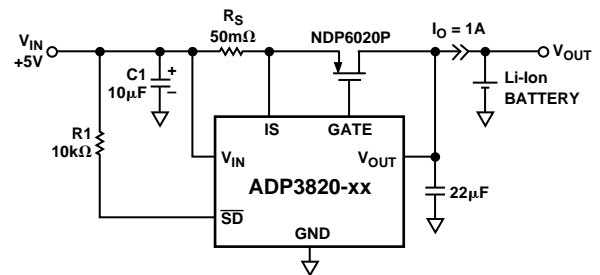 R_S
50mΩ
NDP6020P
I_O = 1A
V_IN
+5V
V_OUT
C1
10μF
+
–
Li-Ion
BATTERY
R1
10kΩ
IS
GATE
V_IN
V_OUT
ADP3820-xx
22μF
S̅D̅
GND